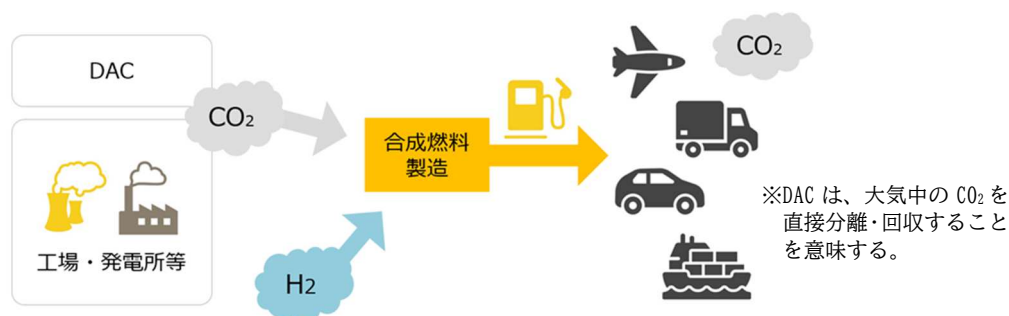 DAC
CO₂
工場・発電所等
H2
合成燃料
製造
CO₂
※DAC は、大気中の CO₂ を
直接分離・回収すること
を意味する。